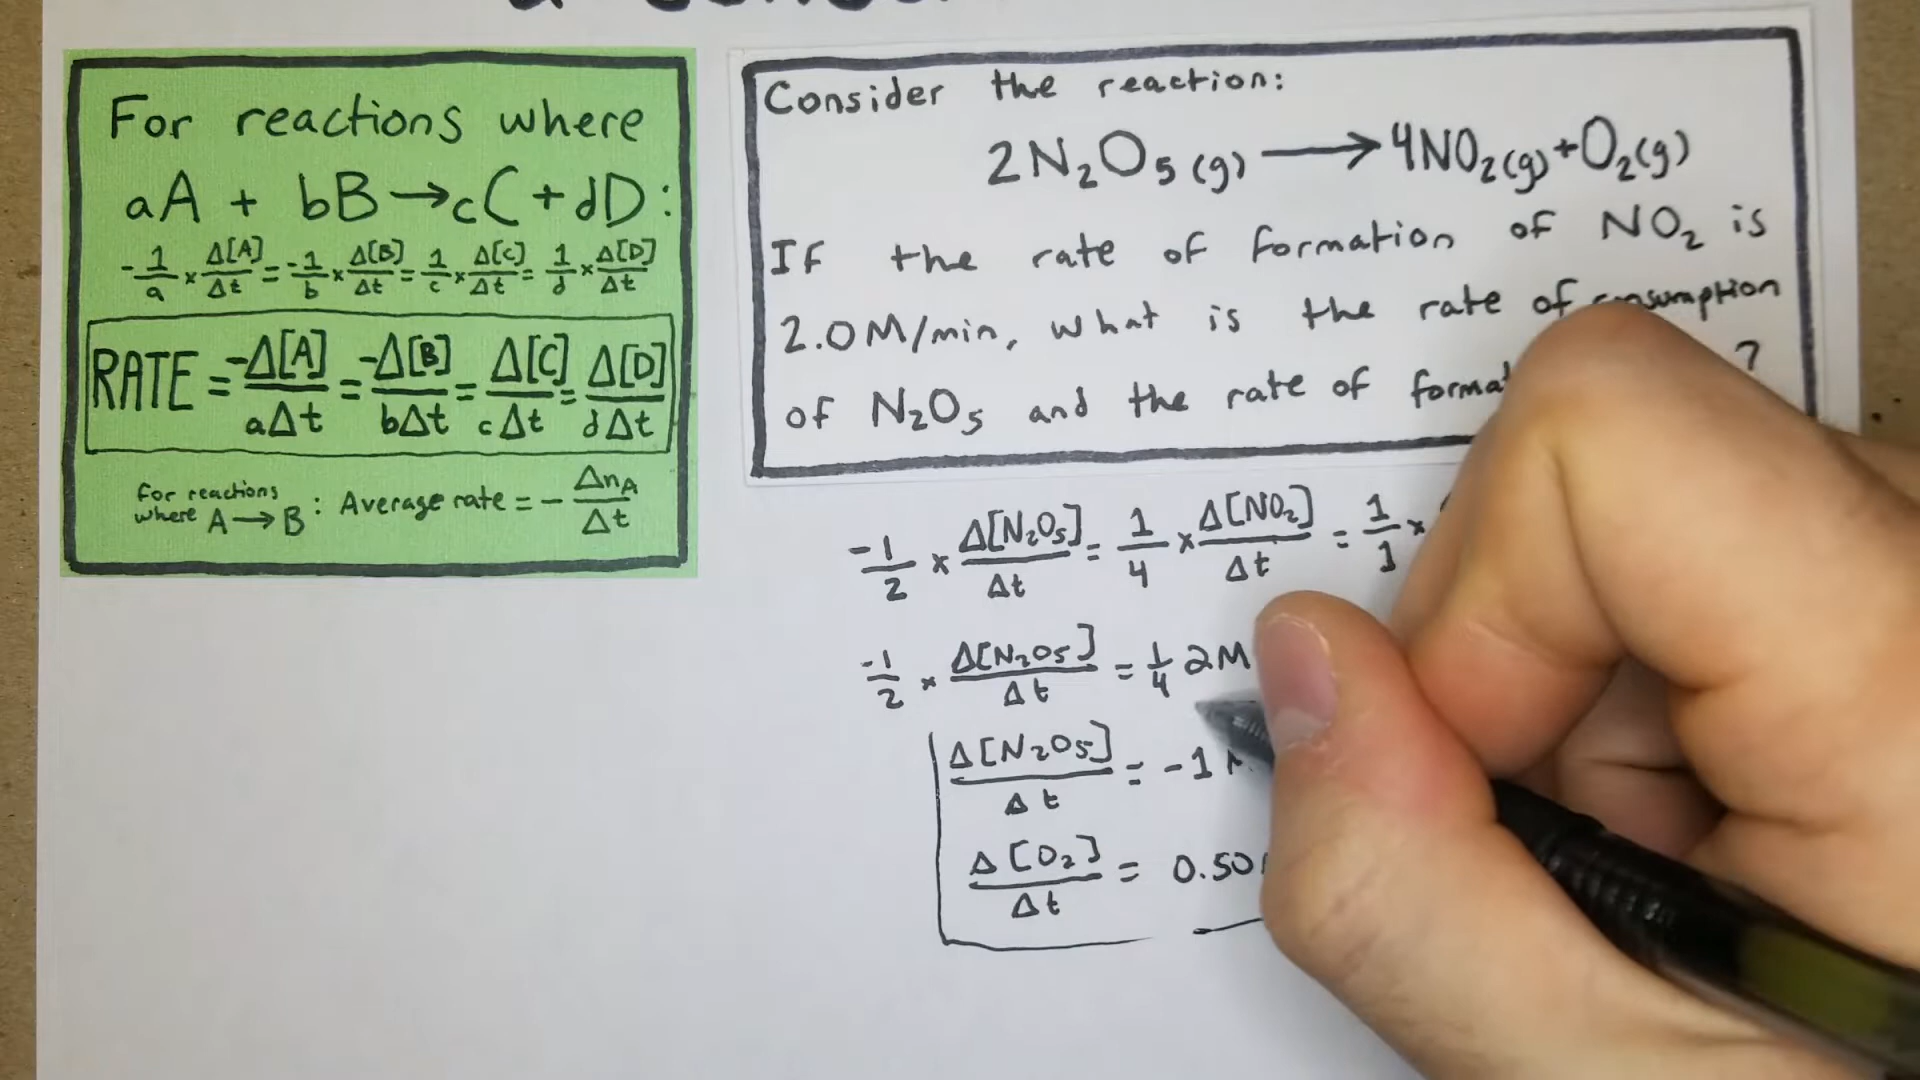 For reactions where
aA + bB → cC + dD:
-1/a × Δ[A]/Δt = -1/b × Δ[B]/Δt = 1/c × Δ[C]/Δt = 1/d × Δ[D]/Δt
RATE = -Δ[A]/aΔt = -Δ[B]/bΔt = Δ[C]/cΔt = Δ[D]/dΔt
For reactions where A → B : Average rate = - Δn_A/Δt
Consider the reaction:
2N₂O₅(g) → 4NO₂(g) + O₂(g)
If the rate of formation of NO₂ is
2.0M/min, what is the rate of consumption
of N₂O₅ and the rate of format ?
-1/2 × Δ[N₂O₅]/Δt = 1/4 × Δ[NO₂]/Δt = 1/1 ×
-1/2 × Δ[N₂O₅]/Δt = 1/4 2M
Δ[N₂O₅]/Δt = -1
Δ[O₂]/Δt = 0.50